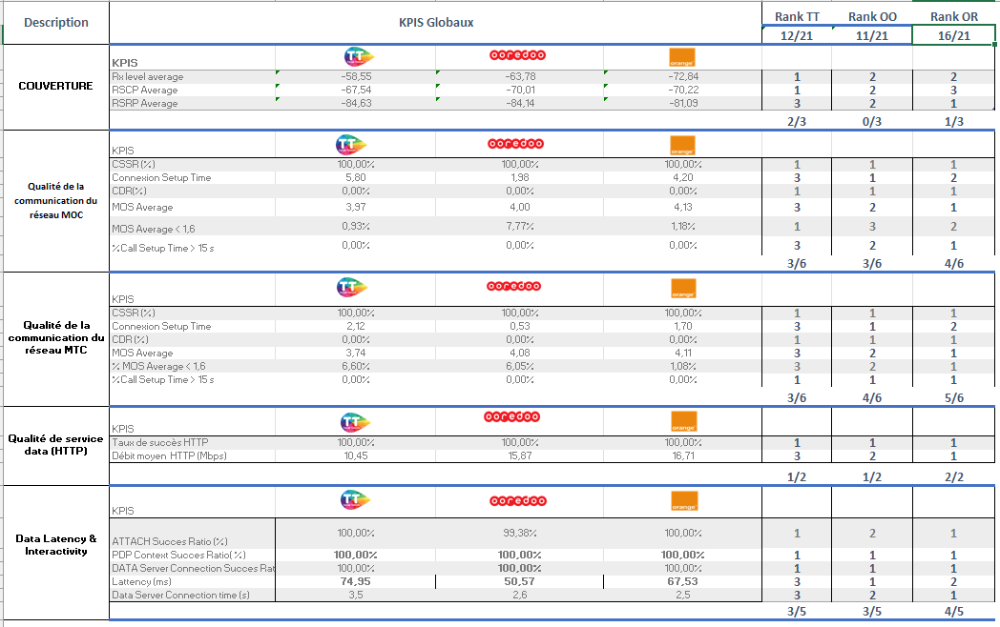 Description KPIS Globaux Rank TT Rank OO Rank OR
12/21 11/21 16/21
COUVERTURE
KPIS TT ooredoo orange
Rx level average -58,55 -63,78 -72,84 1 2 2
RSCP Average -67,54 -70,01 -70,22 1 2 3
RSRP Average -84,63 -84,14 -81,09 3 2 1
2/3 0/3 1/3
Qualité de la
communication du
réseau MOC
KPIS TT ooredoo orange
CSSR (%) 100,00% 100,00% 100,00% 1 1 1
Connexion Setup Time 5,80 1,98 4,20 3 1 2
CDR(%) 0,00% 0,00% 0,00% 1 1 1
MOS Average 3,97 4,00 4,13 3 2 1
MOS Average < 1,6 0,93% 7,77% 1,18% 1 3 2
%Call Setup Time > 15 s 0,00% 0,00% 0,00% 3 2 1
3/6 3/6 4/6
Qualité de la
communication du
réseau MTC
KPIS TT ooredoo orange
CSSR (%) 100,00% 100,00% 100,00% 1 1 1
Connexion Setup Time 2,12 0,53 1,70 3 1 2
CDR (%) 0,00% 0,00% 0,00% 1 1 1
MOS Average 3,74 4,08 4,11 3 2 1
% MOS Average < 1,6 6,60% 6,05% 1,08% 3 2 1
%Call Setup Time > 15 s 0,00% 0,00% 0,00% 1 1 1
3/6 4/6 5/6
Qualité de service
data (HTTP)
KPIS TT ooredoo orange
Taux de succès HTTP 100,00% 100,00% 100,00% 1 1 1
Débit moyen HTTP (Mbps) 10,45 15,87 16,71 3 2 1
1/2 1/2 2/2
Data Latency &
Interactivity
KPIS TT ooredoo orange
ATTACH Succes Ratio (%) 100,00% 99,38% 100,00% 1 2 1
PDP Context Succes Ratio( %) 100,00% 100,00% 100,00% 1 1 1
DATA Server Connection Succes Rat 100,00% 100,00% 100,00% 1 1 1
Lattency (ms) 74,95 50,57 67,53 3 1 2
Data Server Connection time (s) 3,5 2,6 2,5 3 2 1
3/5 3/5 4/5